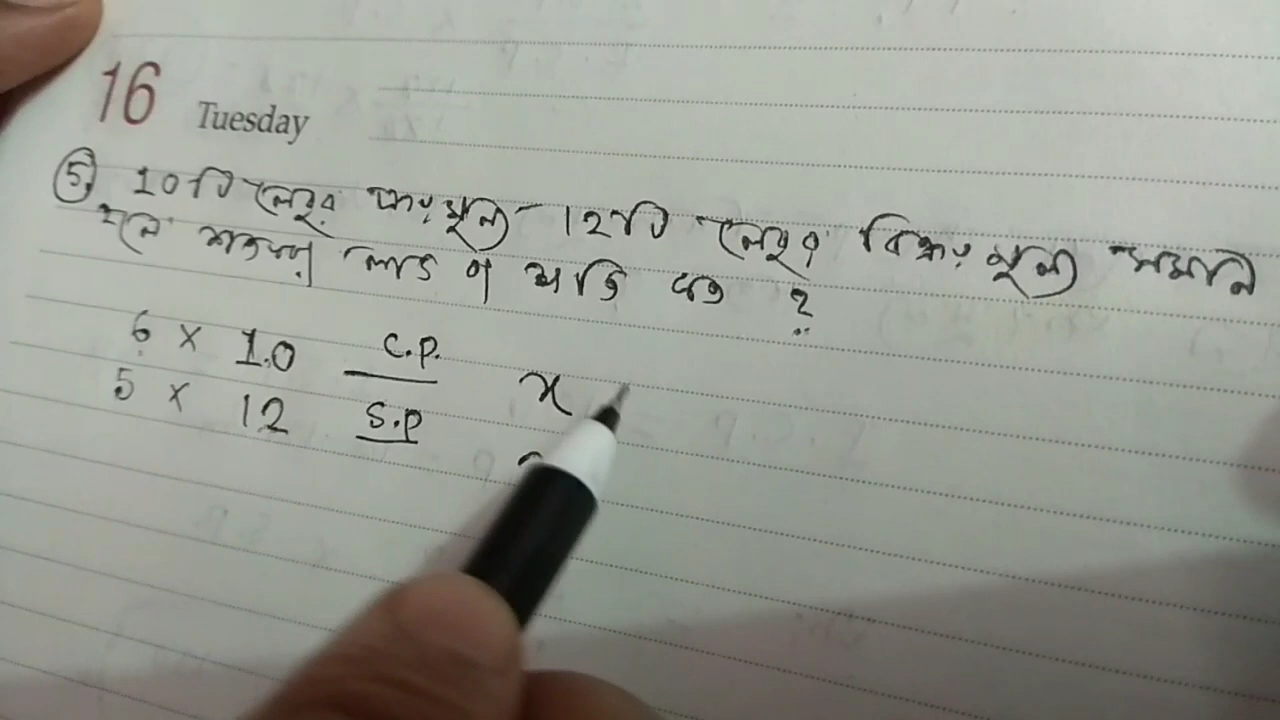 16 Tuesday
5. 10টি লেবুর ক্রয়মূল্য 12টি লেবুর বিক্রয়মূল্য সমান
হলে শতকরা লাভ বা ক্ষতি কত ?
6 × 10 C.P.
5 × 12 S.P
x